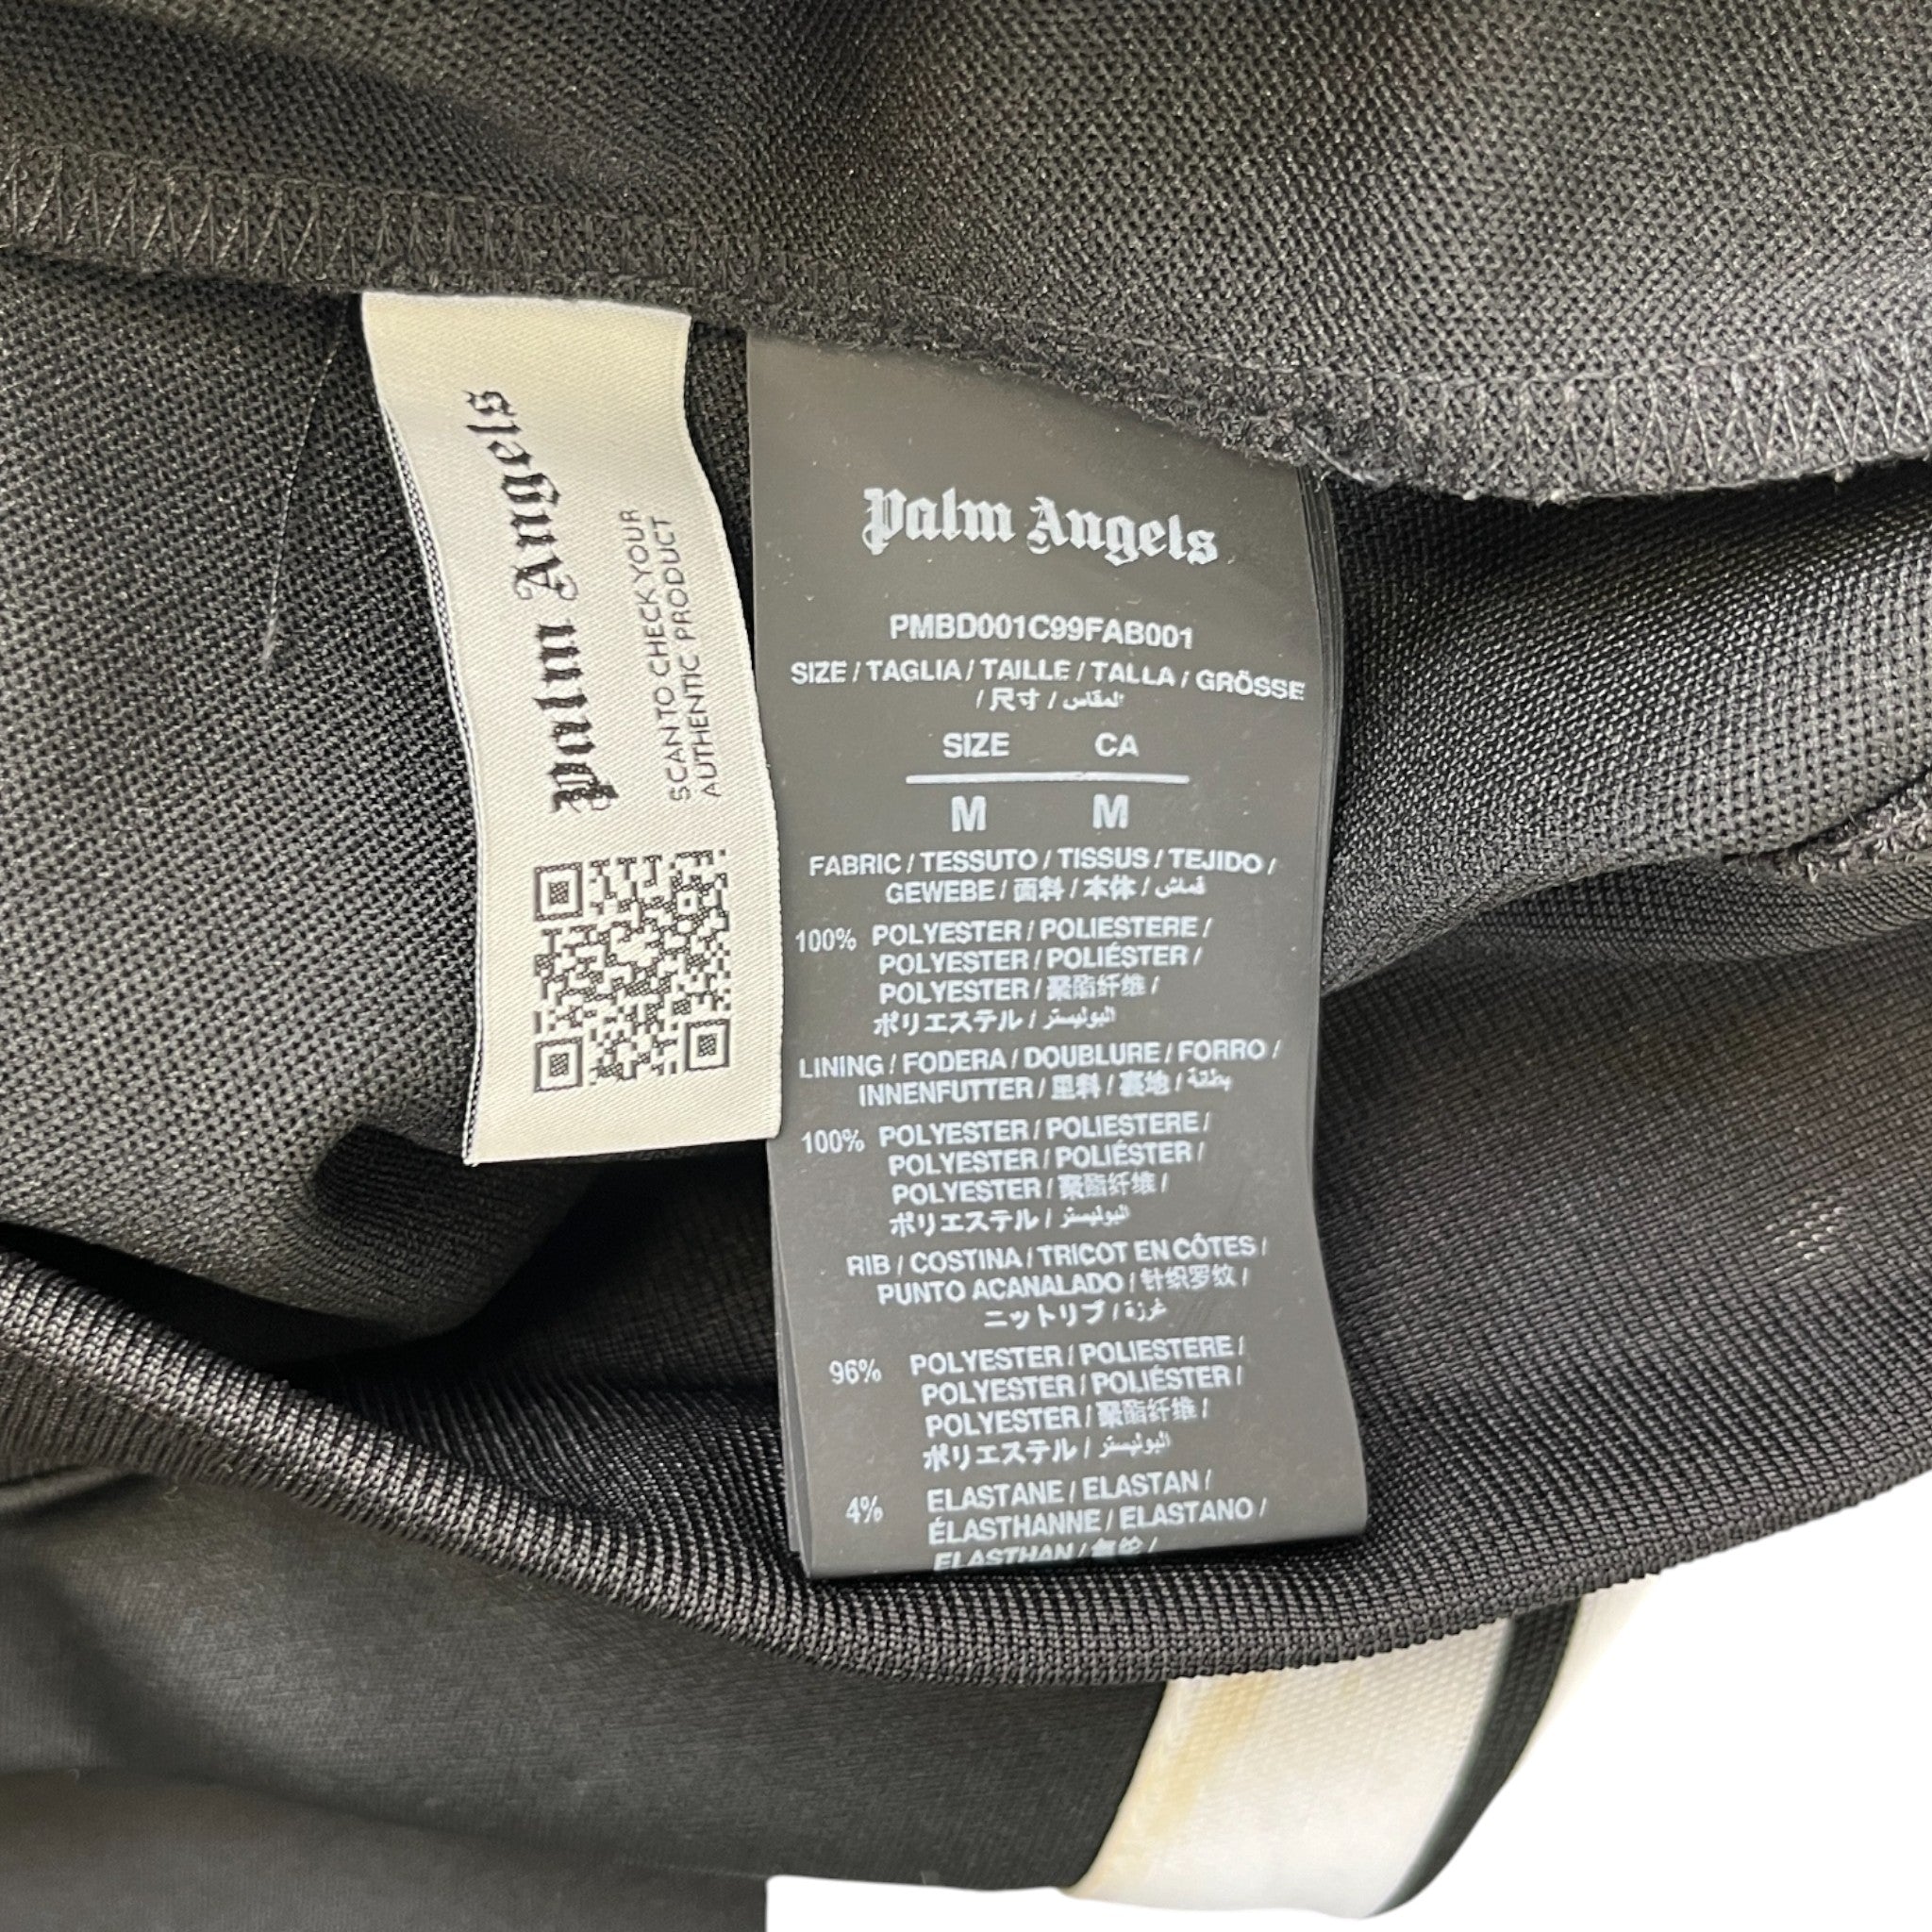 Palm Angels
SCAN TO CHECK YOUR
AUTHENTIC PRODUCT
Palm Angels
PMBD001C99FAB001
SIZE / TAGLIA / TAILLE / TALLA / GRÖSSE
/ 尺寸 / المقاس
SIZE CA
M M
FABRIC / TESSUTO / TISSUS / TEJIDO /
GEWEBE / 面料 / 本体 / قماش
100% POLYESTER / POLIESTERE /
POLYESTER / POLIÉSTER /
POLYESTER / 聚酯纤维 /
ポリエステル / البوليستر
LINING / FODERA / DOUBLURE / FORRO /
INNENFUTTER / 里料 / 裏地 / بطانة
100% POLYESTER / POLIESTERE /
POLYESTER / POLIÉSTER /
POLYESTER / 聚酯纤维 /
ポリエステル / البوليستر
RIB / COSTINA / TRICOT EN CÔTES /
PUNTO ACANALADO / 针织罗纹 /
ニットリブ / غرزة
96% POLYESTER / POLIESTERE /
POLYESTER / POLIÉSTER /
POLYESTER / 聚酯纤维 /
ポリエステル / البوليستر
4% ELASTANE / ELASTAN /
ÉLASTHANNE / ELASTANO /
ELASTHAN /